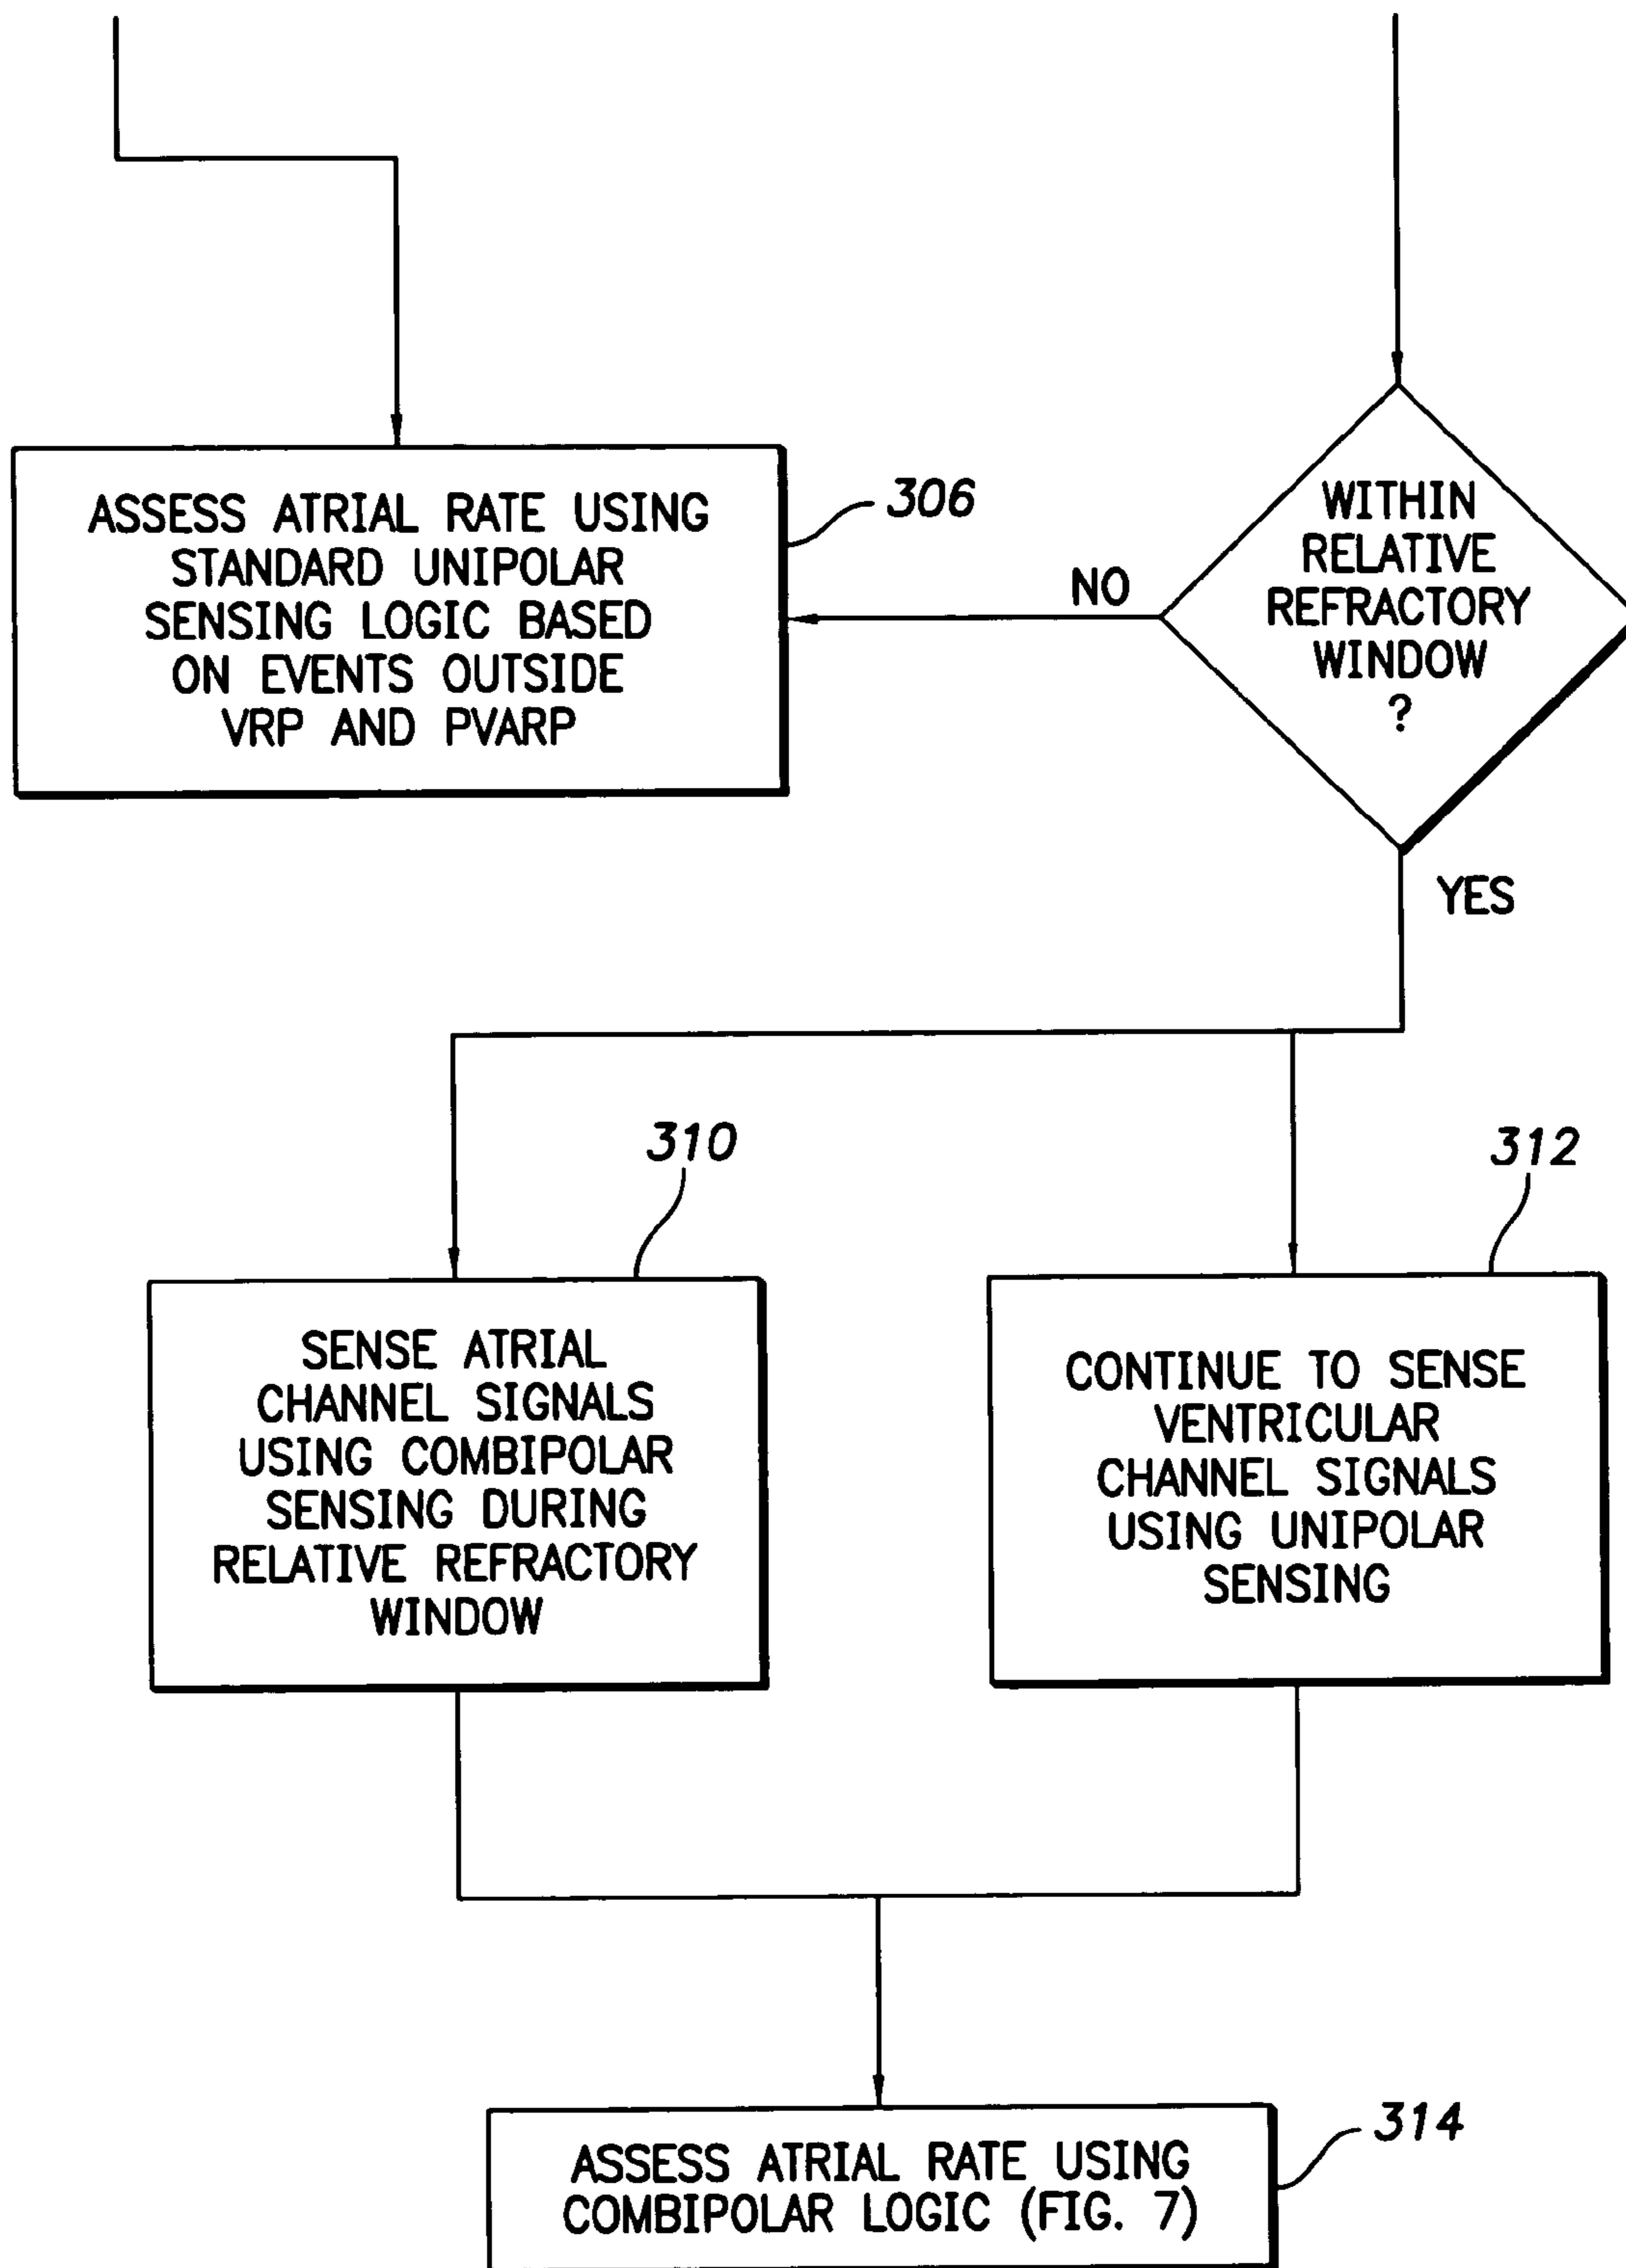 ASSESS ATRIAL RATE USING
STANDARD UNIPOLAR
SENSING LOGIC BASED
ON EVENTS OUTSIDE
VRP AND PVARP
306
NO
WITHIN
RELATIVE
REFRACTORY
WINDOW
?
YES
310
312
SENSE ATRIAL
CHANNEL SIGNALS
USING COMBIPOLAR
SENSING DURING
RELATIVE REFRACTORY
WINDOW
CONTINUE TO SENSE
VENTRICULAR
CHANNEL SIGNALS
USING UNIPOLAR
SENSING
314
ASSESS ATRIAL RATE USING
COMBIPOLAR LOGIC (FIG. 7)